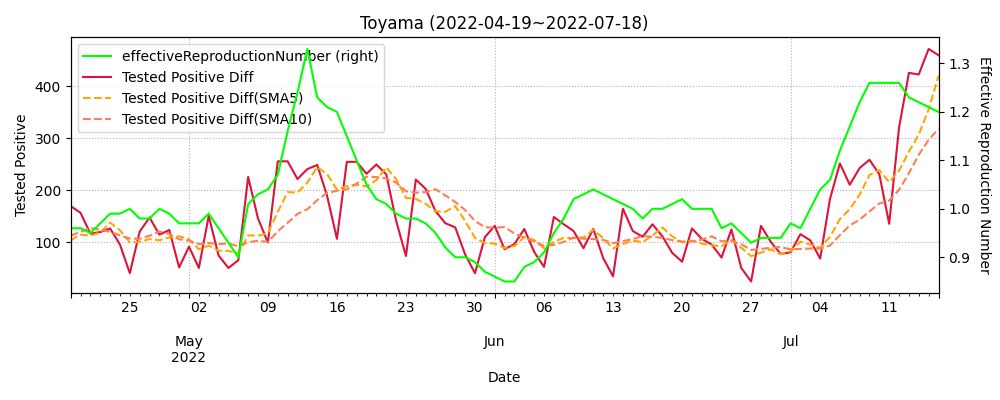 Toyama (2022-04-19~2022-07-18)
effectiveReproductionNumber (right)
Tested Positive Diff
Tested Positive Diff(SMA5)
Tested Positive Diff(SMA10)
Tested Positive
400
300
200
100
1.3
1.2
1.1
1.0
0.9
Effective Reproduction Number
25 02 09 16 23 30 06 13 20 27 04 11
May Jun Jul
2022
Date